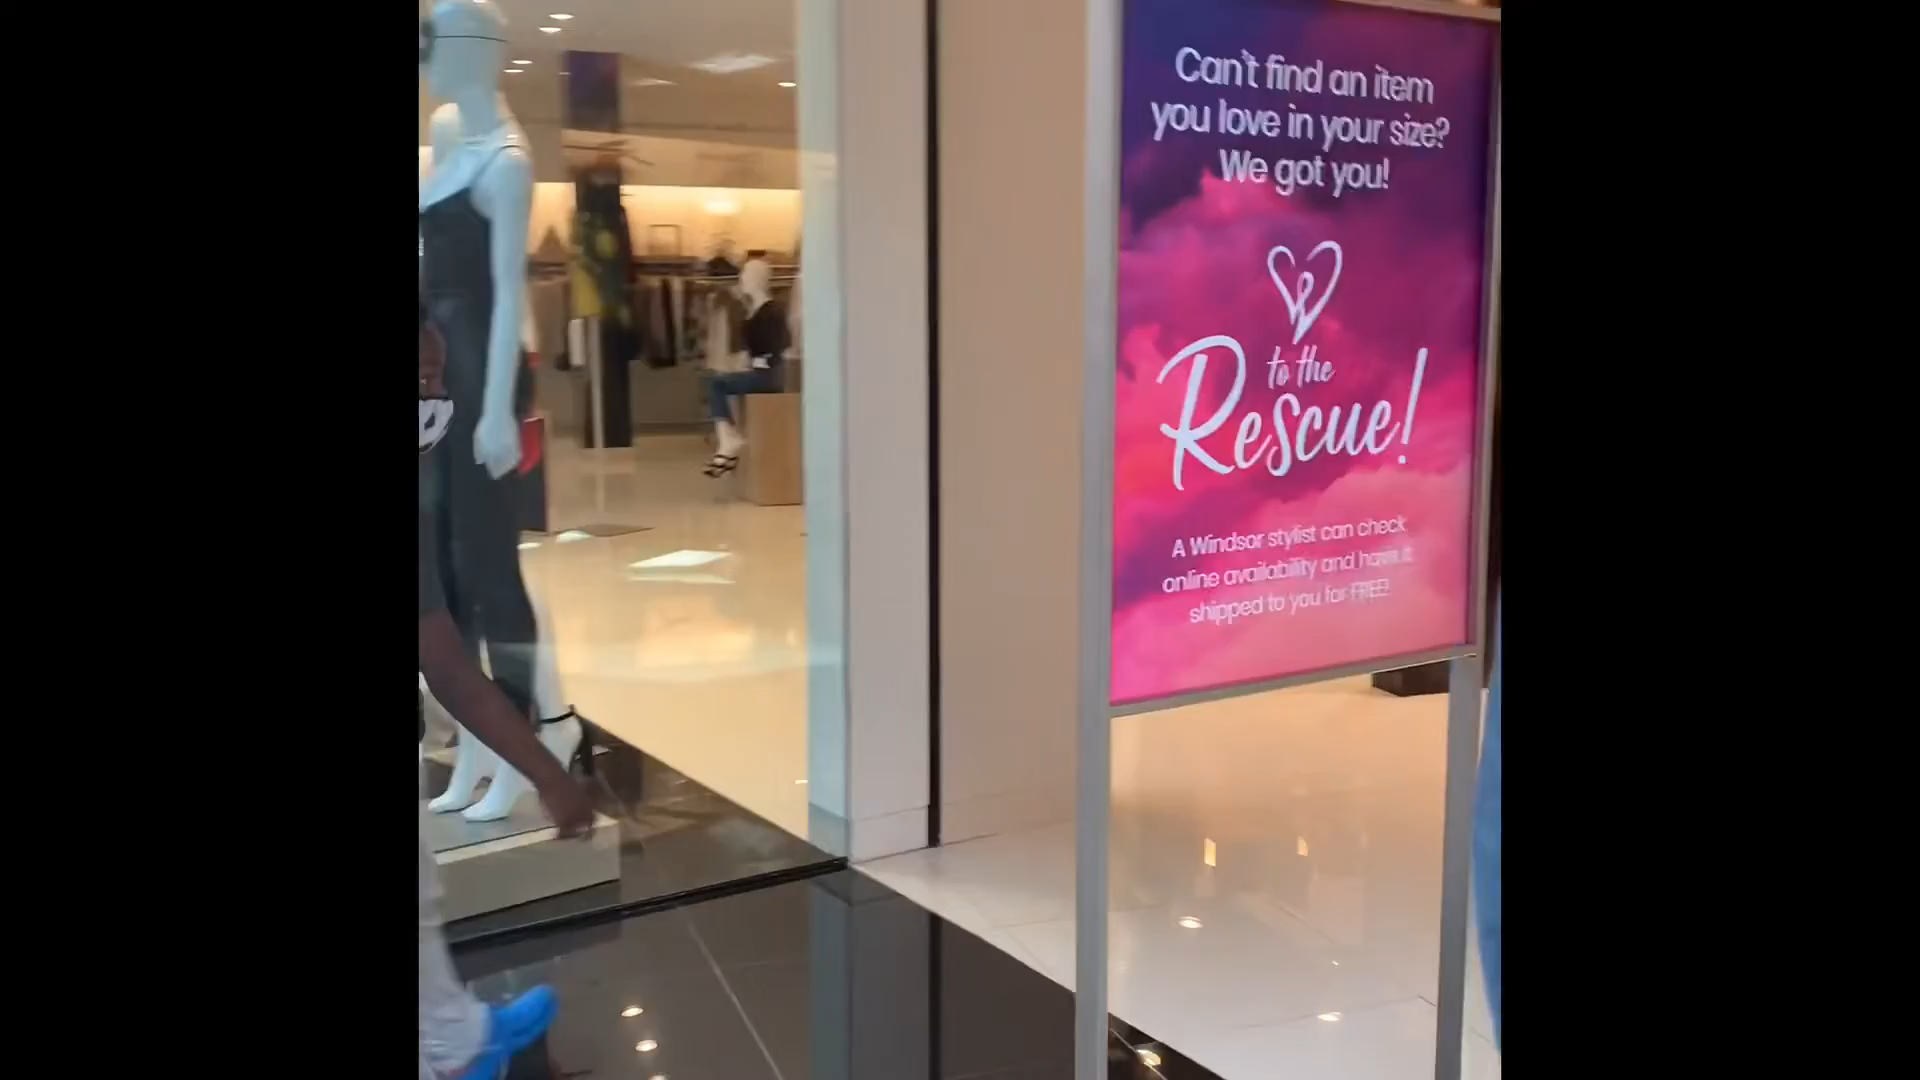 Can't find an item
you love in your size?
We got you!
to the
Rescue!
A Windsor stylist can check
online availability and have it
shipped to you for FREE!